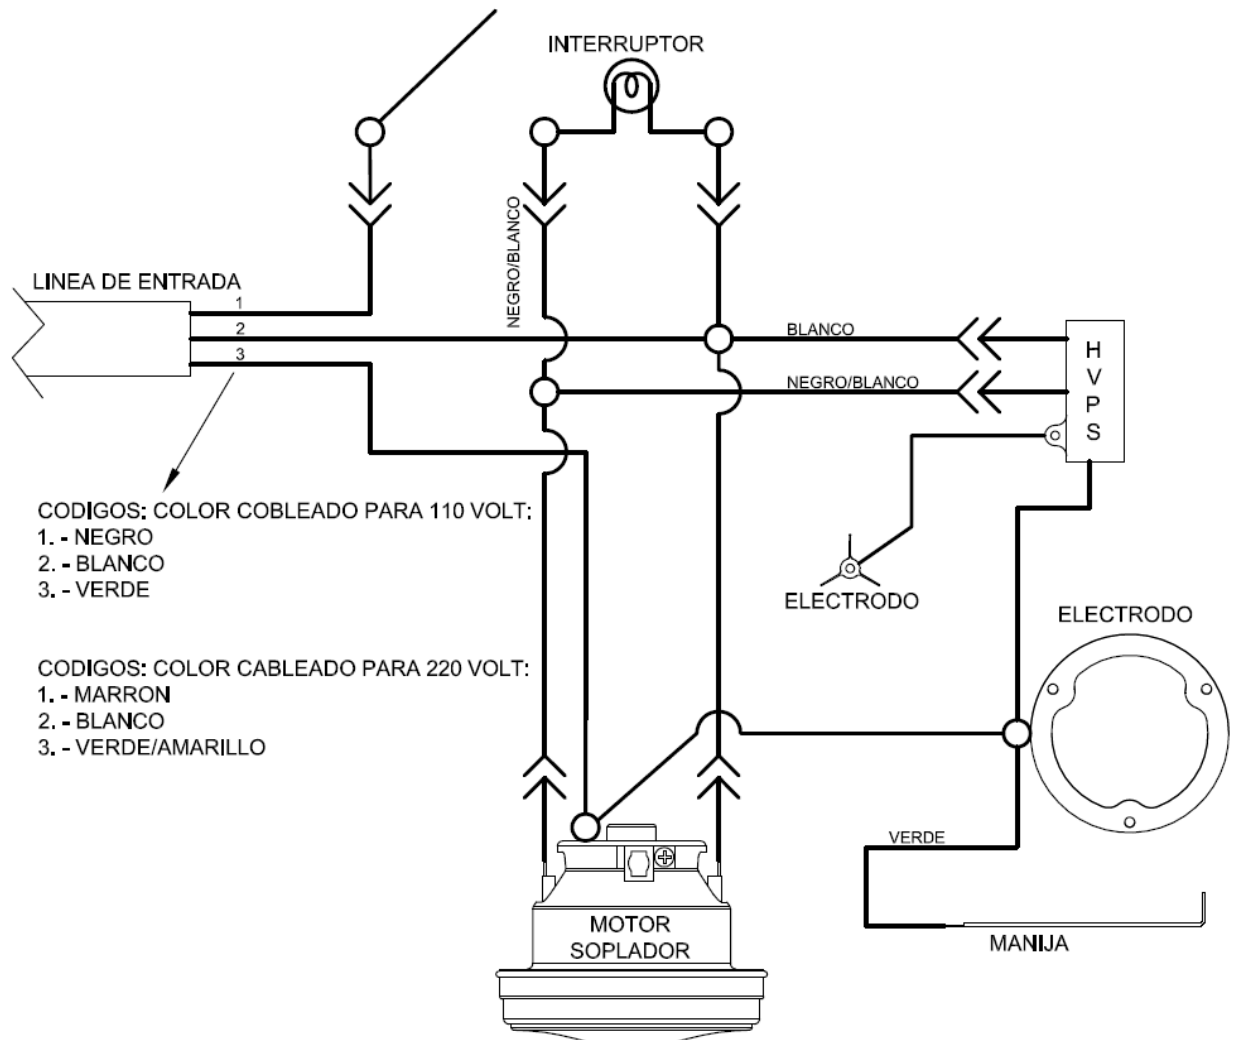 INTERRUPTOR
NEGRO/BLANCO
LINEA DE ENTRADA
1
2
3
BLANCO
NEGRO/BLANCO
H
V
P
S
CODIGOS: COLOR COBLEADO PARA 110 VOLT:
1. - NEGRO
2. - BLANCO
3. - VERDE
ELECTRODO
ELECTRODO
CODIGOS: COLOR CABLEADO PARA 220 VOLT:
1. - MARRON
2. - BLANCO
3. - VERDE/AMARILLO
VERDE
MOTOR
SOPLADOR
MANIJA